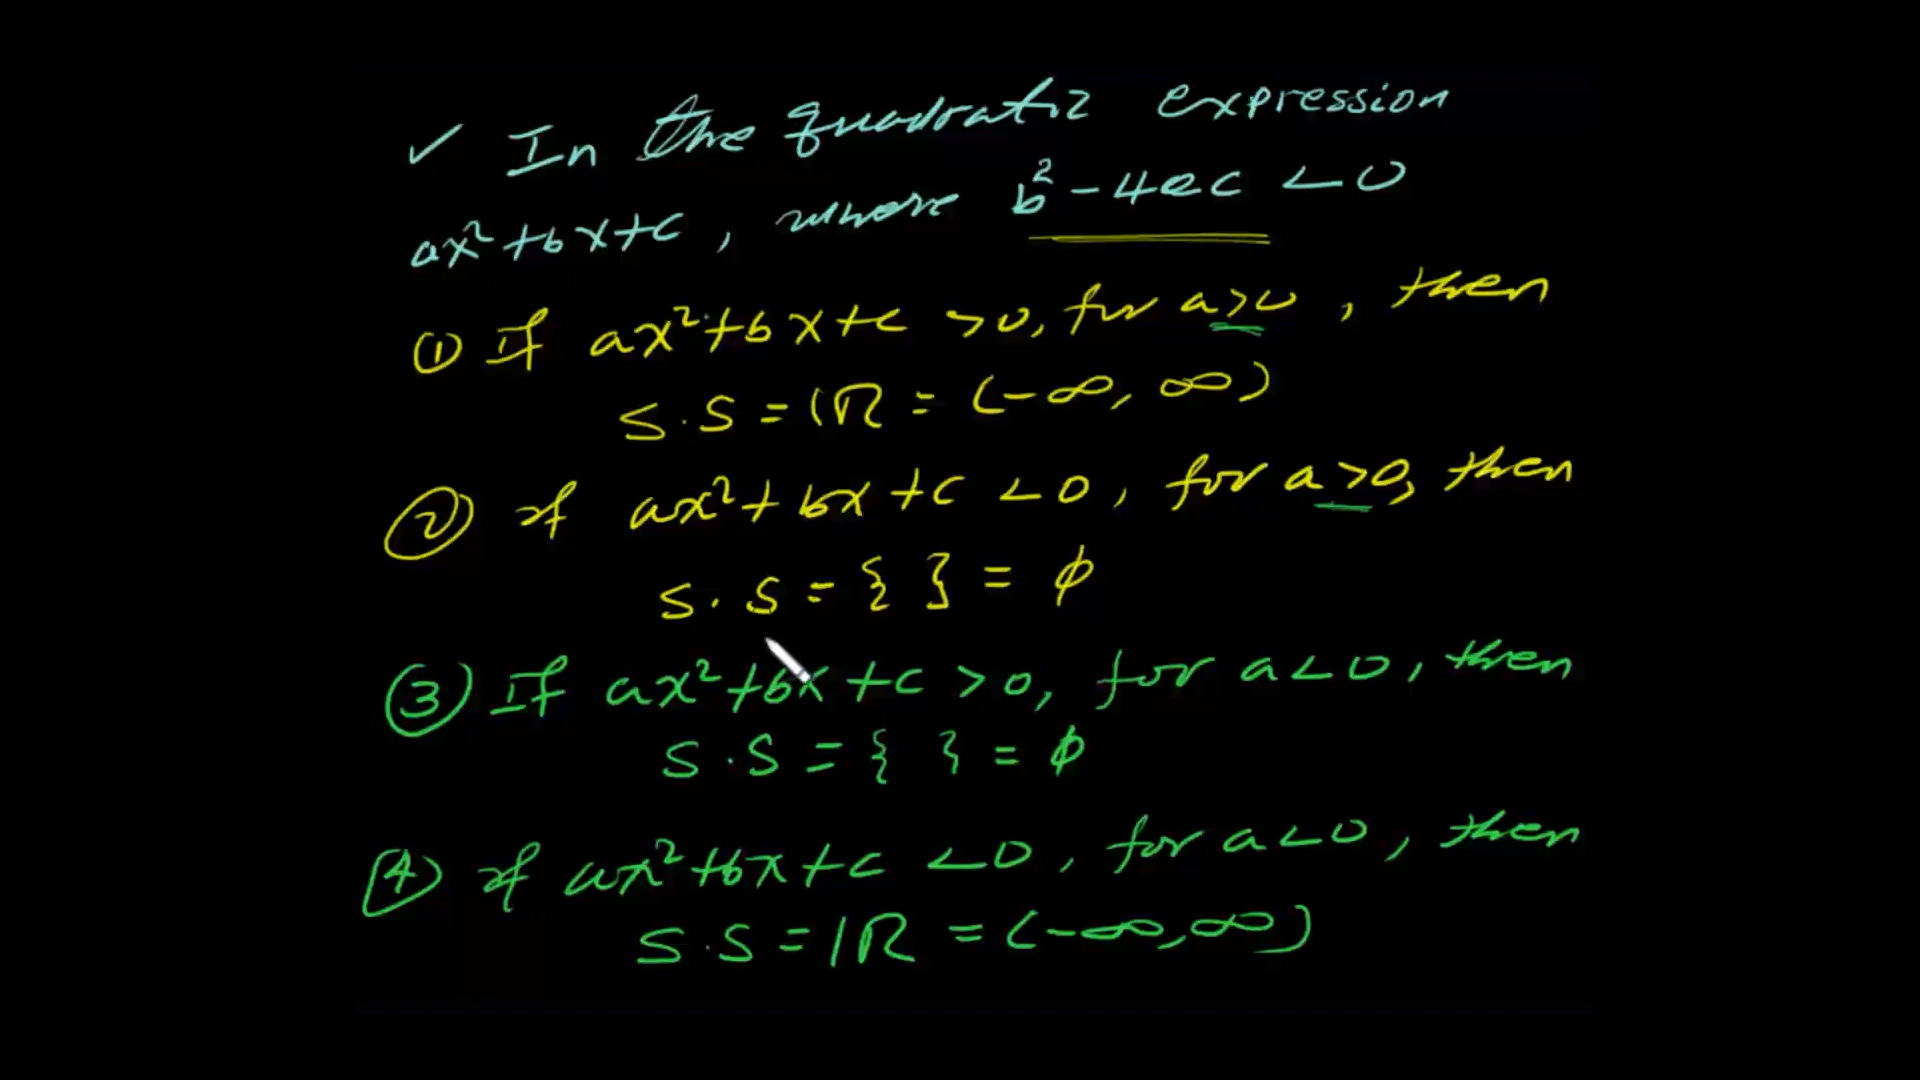 ✓ In the quadratic expression
ax²+bx+c, where b²-4ac <0
① If ax²+bx+c >0, for a>0, then
S.S = ℝ = (-∞, ∞)
② if ax²+bx+c <0, for a>0, then
S.S = { } = ϕ
③ If ax²+bx+c >0, for a<0, then
S.S = { } = ϕ
④ if ax²+bx+c <0, for a<0, then
S.S = ℝ = (-∞,∞)